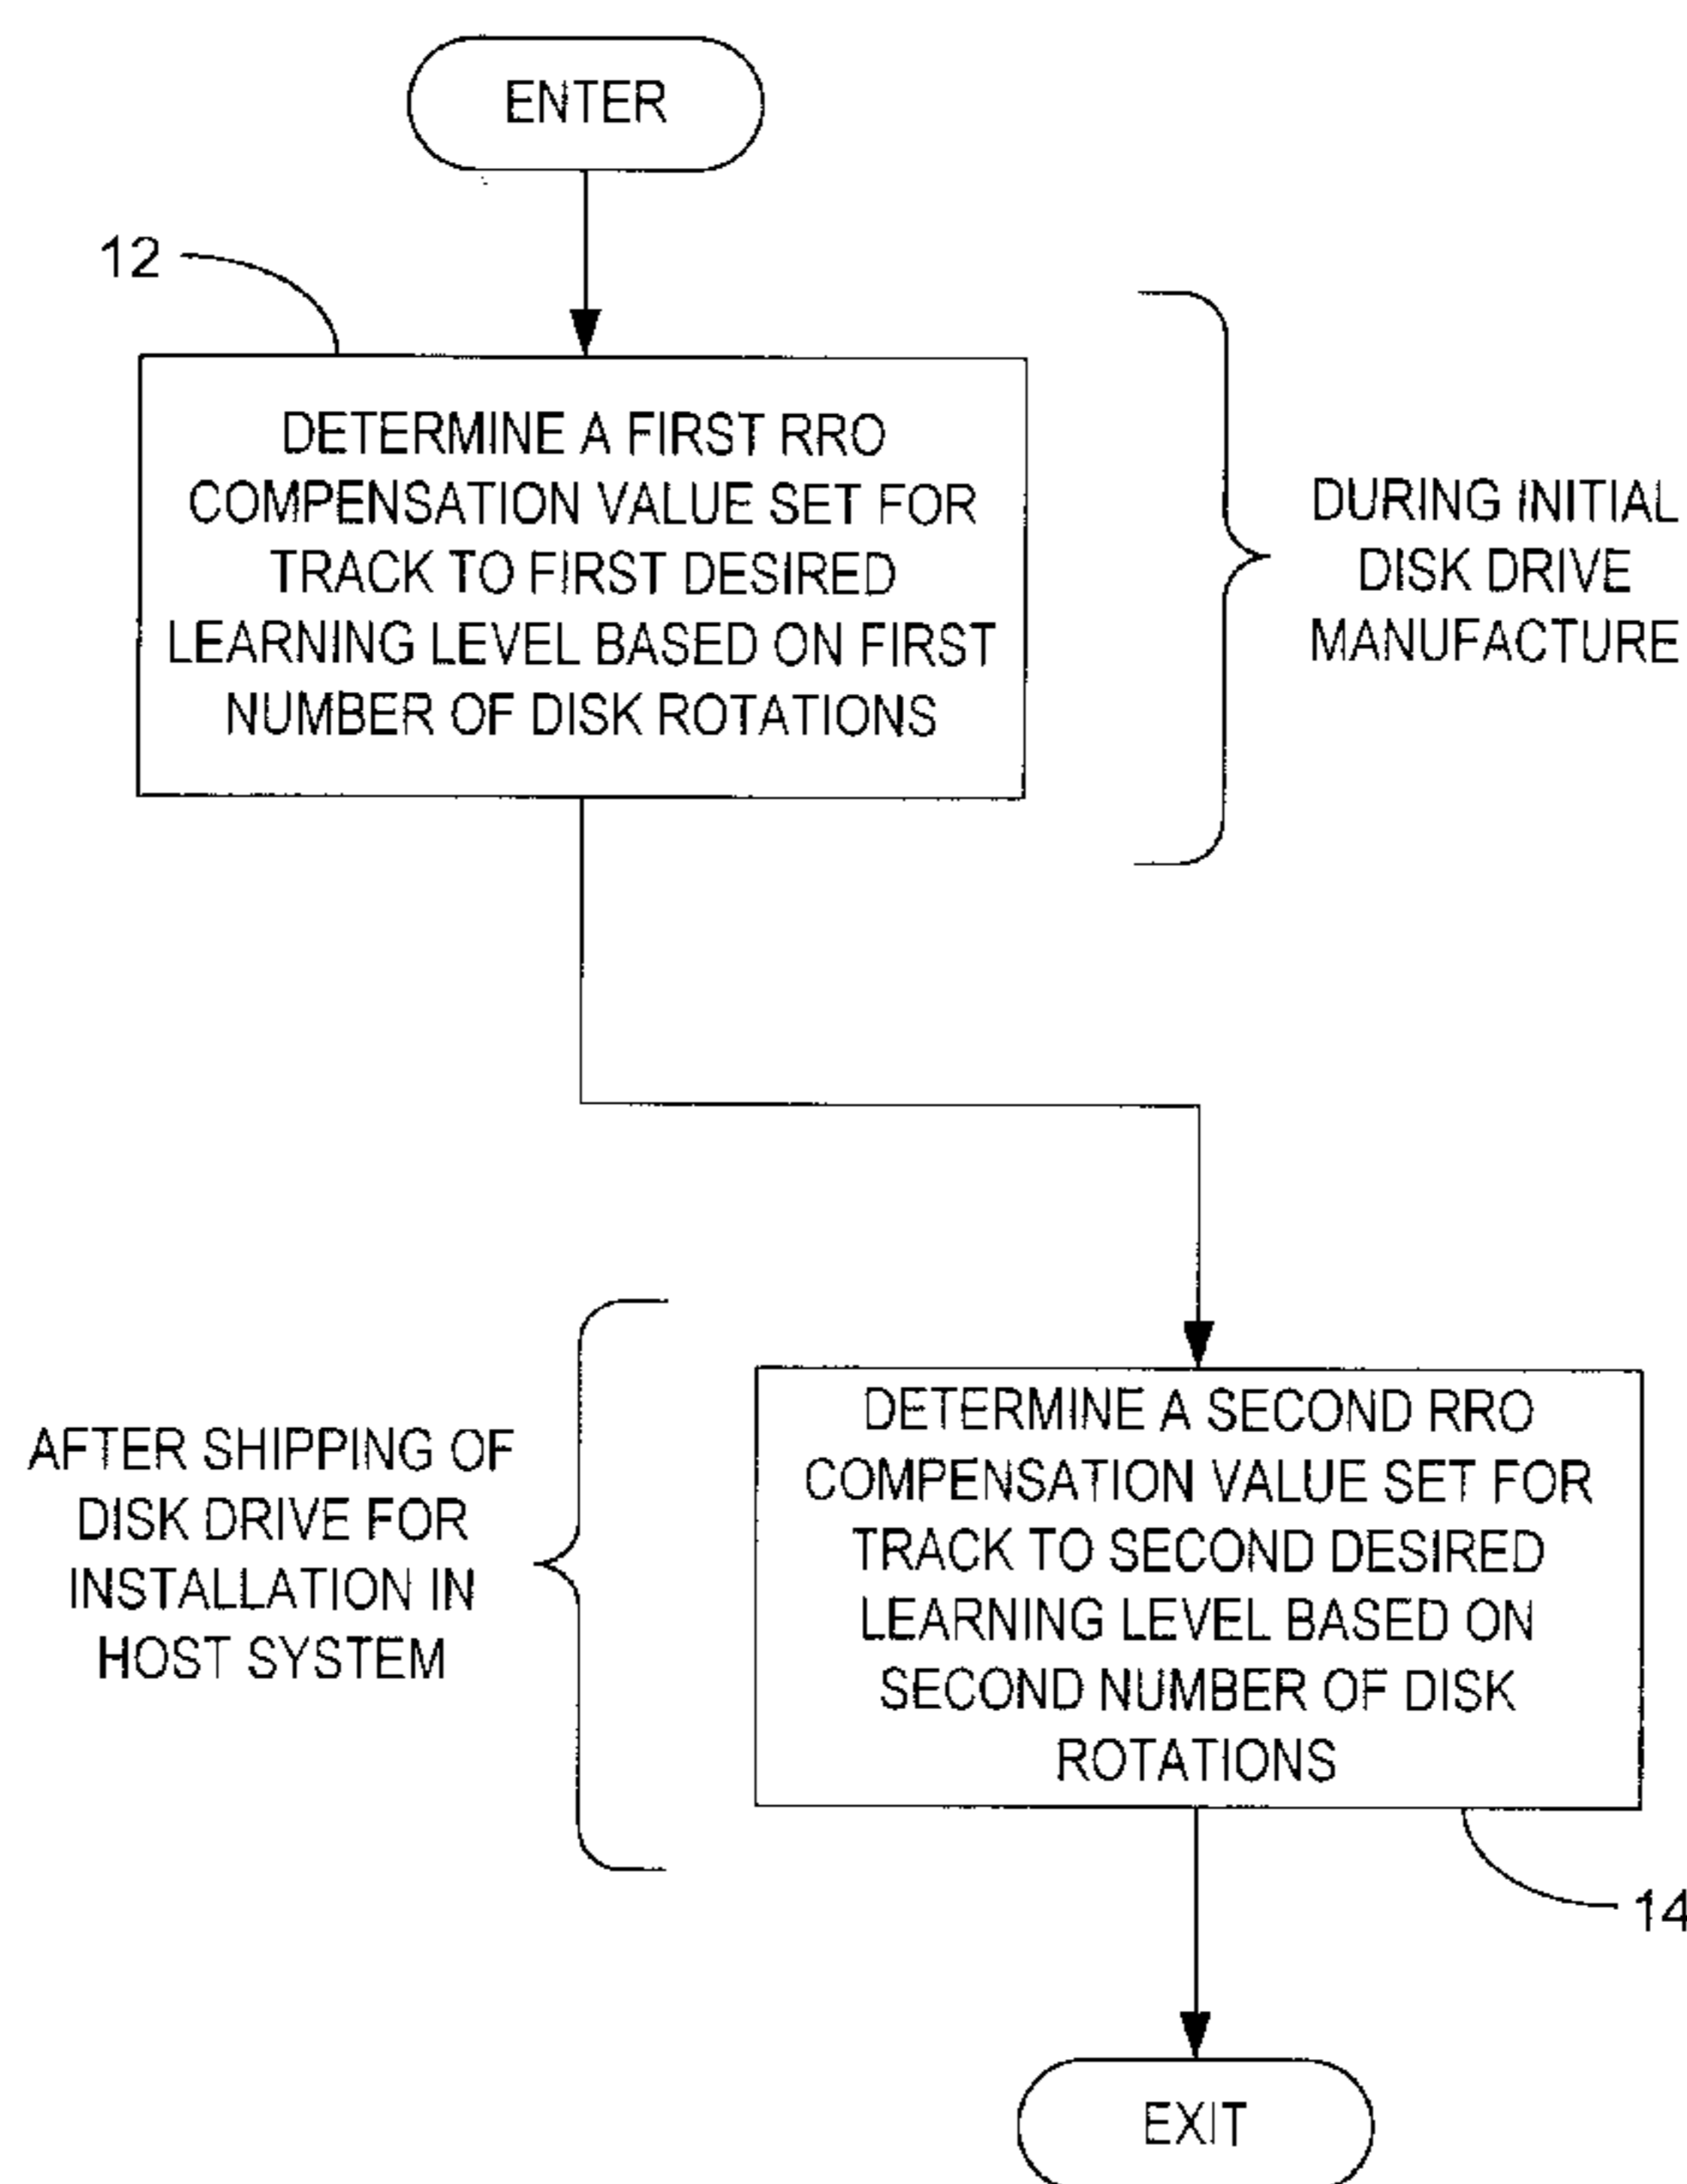 ENTER
12
DETERMINE A FIRST RRO
COMPENSATION VALUE SET FOR
TRACK TO FIRST DESIRED
LEARNING LEVEL BASED ON FIRST
NUMBER OF DISK ROTATIONS
DURING INITIAL
DISK DRIVE
MANUFACTURE
AFTER SHIPPING OF
DISK DRIVE FOR
INSTALLATION IN
HOST SYSTEM
DETERMINE A SECOND RRO
COMPENSATION VALUE SET FOR
TRACK TO SECOND DESIRED
LEARNING LEVEL BASED ON
SECOND NUMBER OF DISK
ROTATIONS
14
EXIT